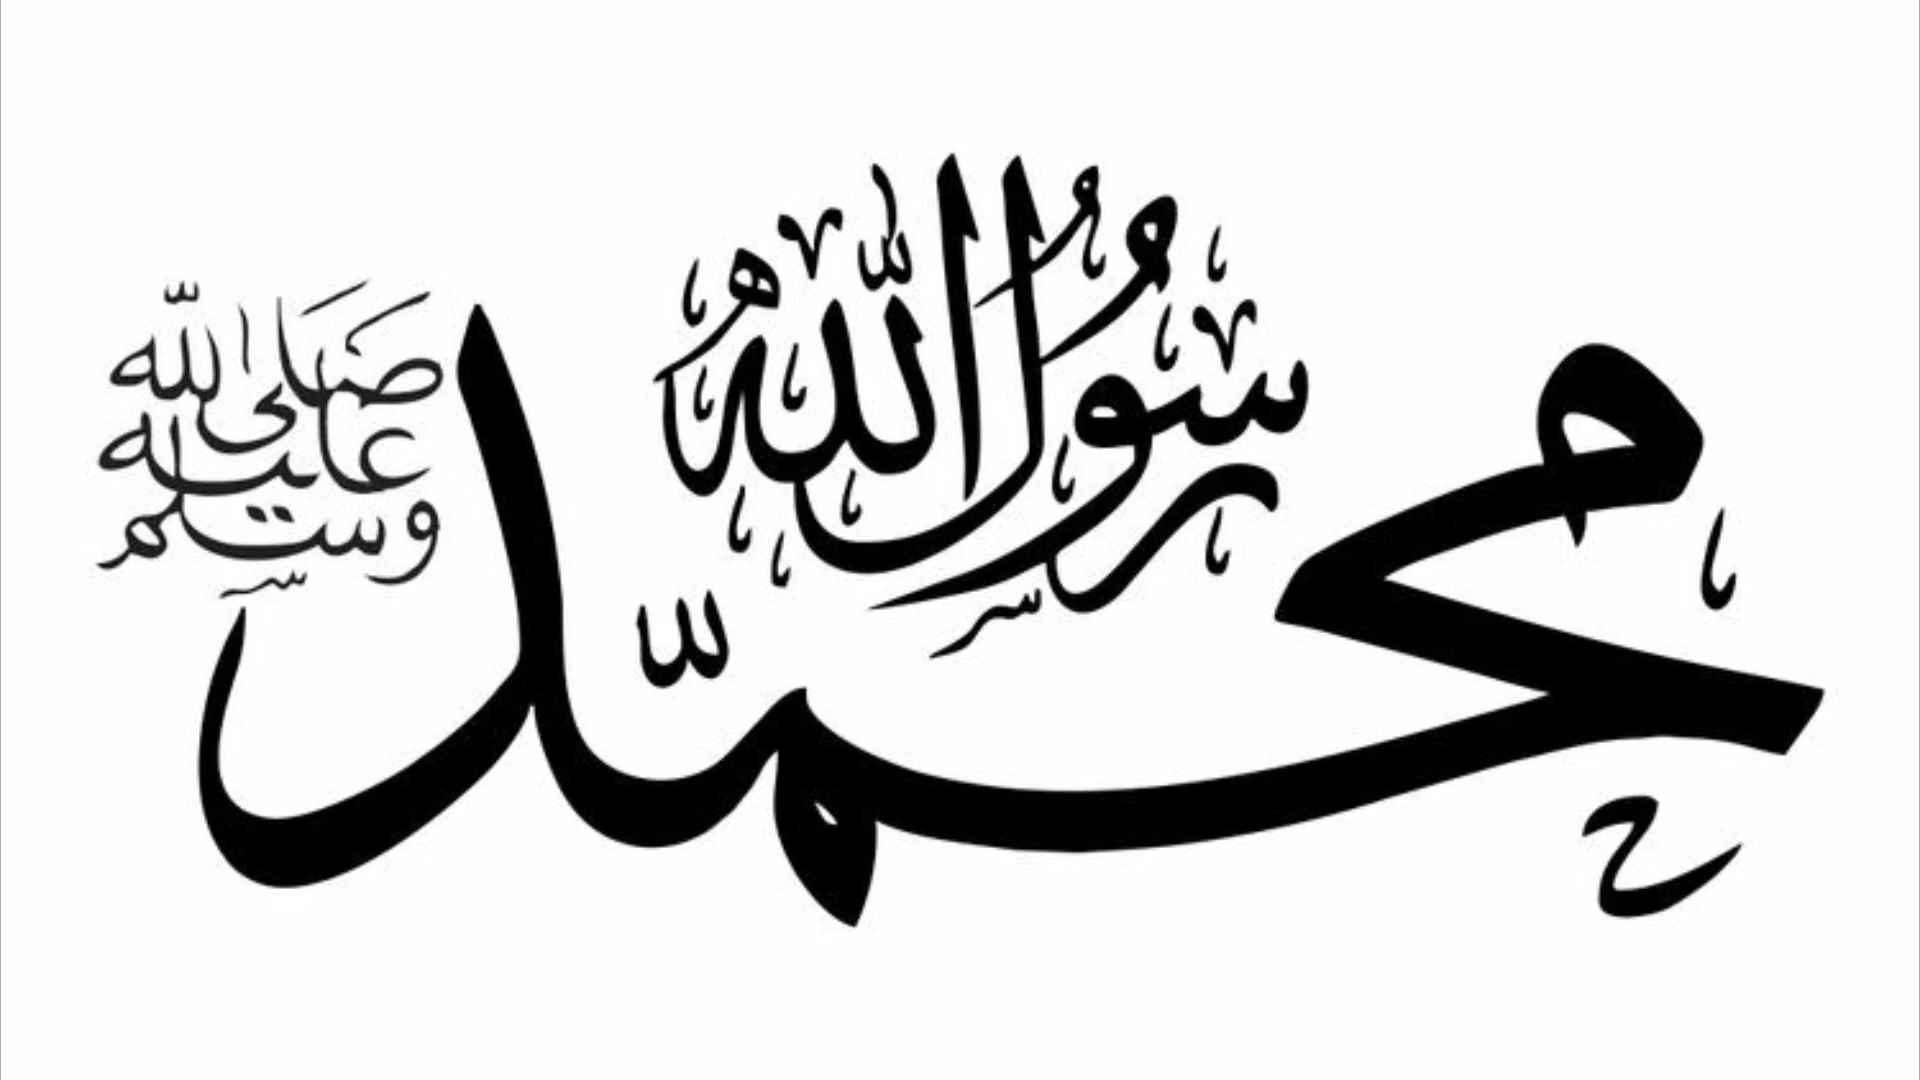 محمد
رسول الله
صلى الله
عليه
وسلم